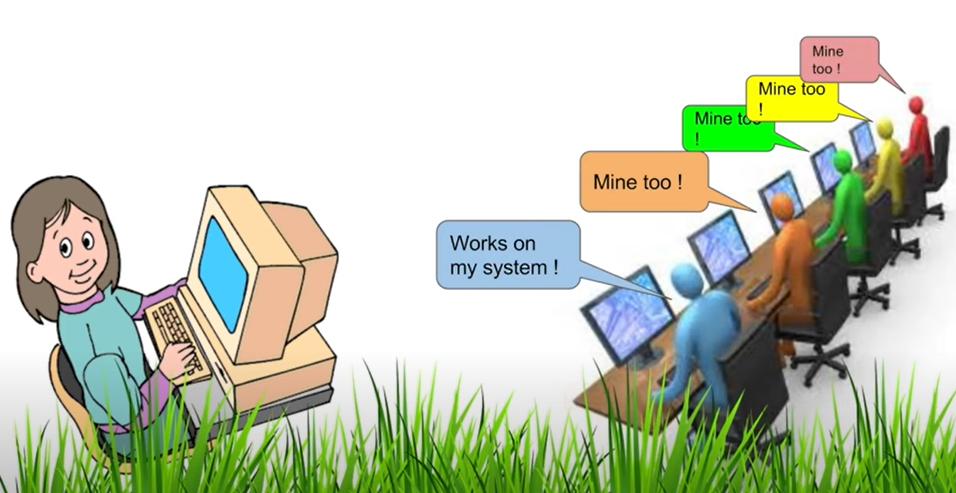 Works on
my system !
Mine too !
Mine too
!
Mine too
!
Mine
too !